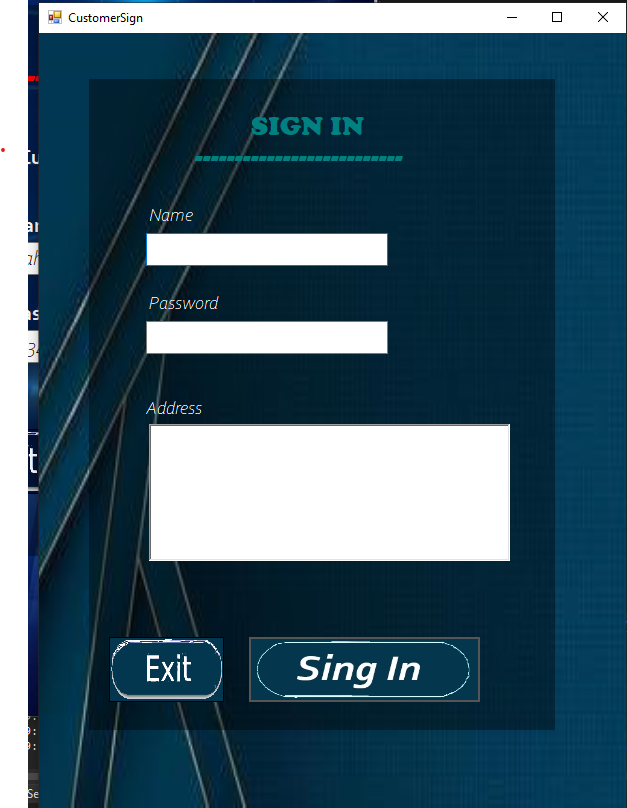 CustomerSign
SIGN IN
Name
Password
Address
Exit
Sing In